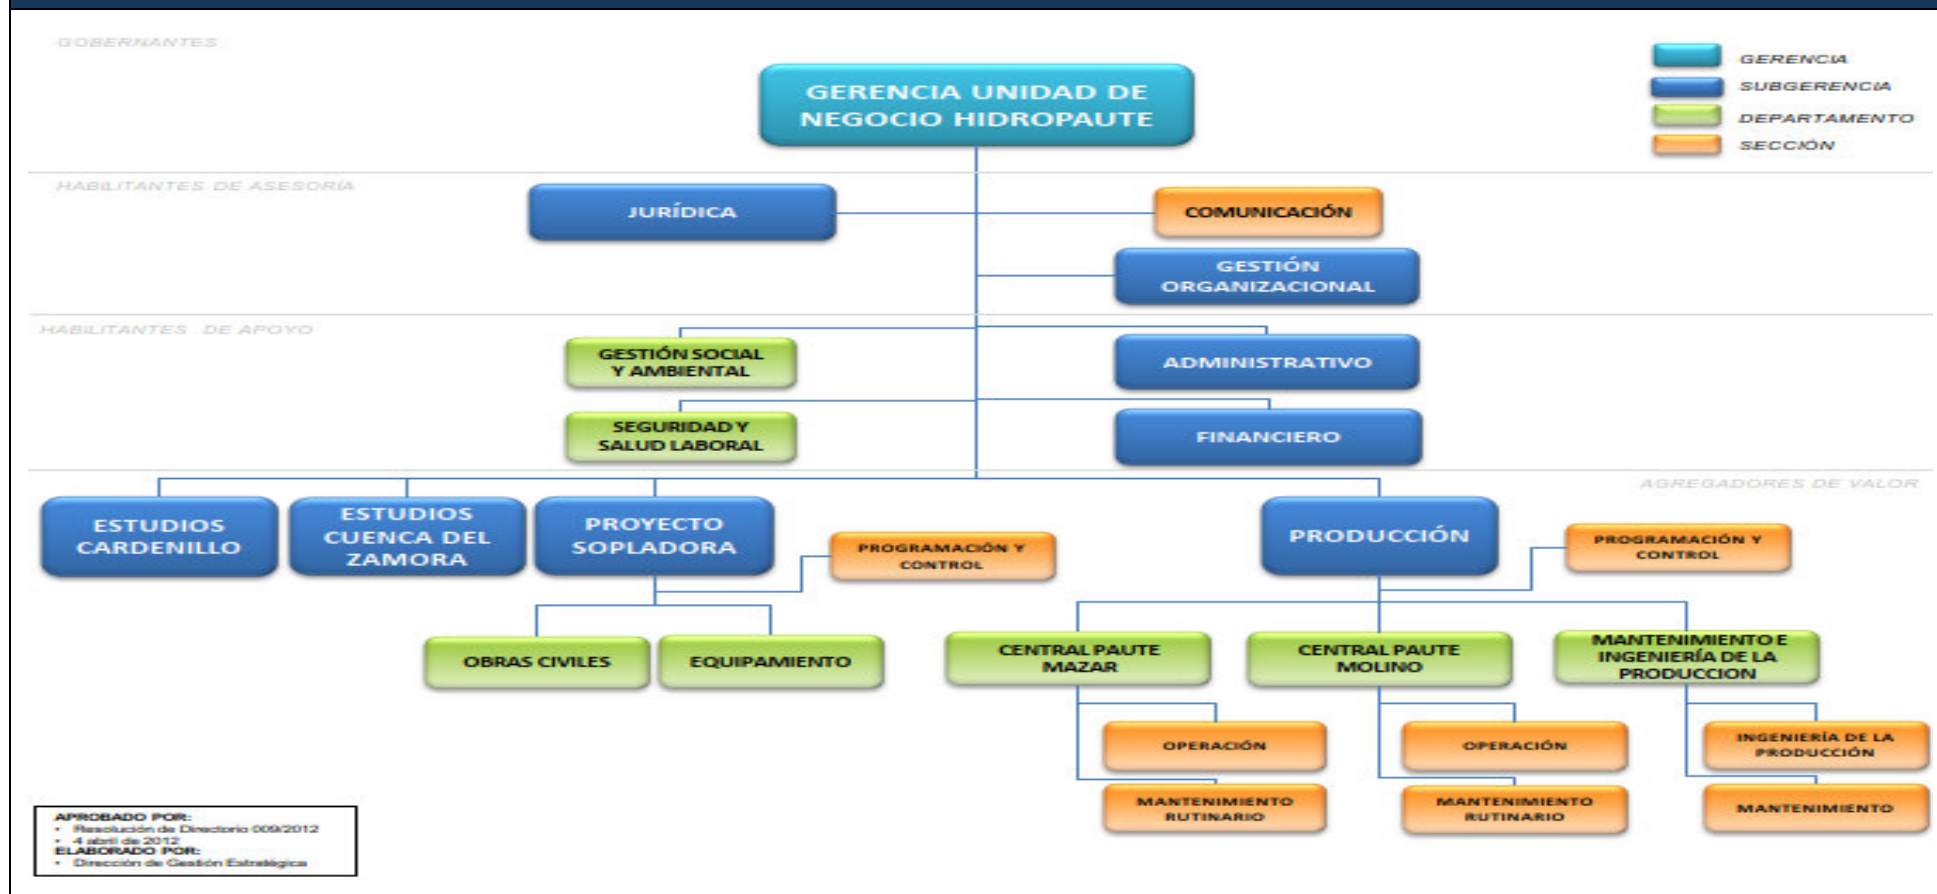 GOBERNANTES
GERENCIA
SUBGERENCIA
DEPARTAMENTO
SECCIÓN
GERENCIA UNIDAD DE
NEGOCIO HIDROPAUTE
HABILITANTES DE ASESORÍA
JURÍDICA
COMUNICACIÓN
GESTIÓN
ORGANIZACIONAL
HABILITANTES DE APOYO
GESTIÓN SOCIAL
Y AMBIENTAL
ADMINISTRATIVO
SEGURIDAD Y
SALUD LABORAL
FINANCIERO
AGREGADORES DE VALOR
ESTUDIOS
CARDENILLO
ESTUDIOS
CUENCA DEL
ZAMORA
PROYECTO
SOPLADORA
PROGRAMACIÓN Y
CONTROL
PRODUCCIÓN
PROGRAMACIÓN Y
CONTROL
OBRAS CIVILES
EQUIPAMIENTO
CENTRAL PAUTE
MAZAR
CENTRAL PAUTE
MOLINO
MANTENIMIENTO E
INGENIERÍA DE LA
PRODUCCION
OPERACIÓN
OPERACIÓN
INGENIERÍA DE LA
PRODUCCIÓN
MANTENIMIENTO
RUTINARIO
MANTENIMIENTO
RUTINARIO
MANTENIMIENTO
APROBADO POR:
• Resolución de Directorio 009/2012
• 4 abril de 2012
ELABORADO POR:
• Dirección de Gestión Estratégica